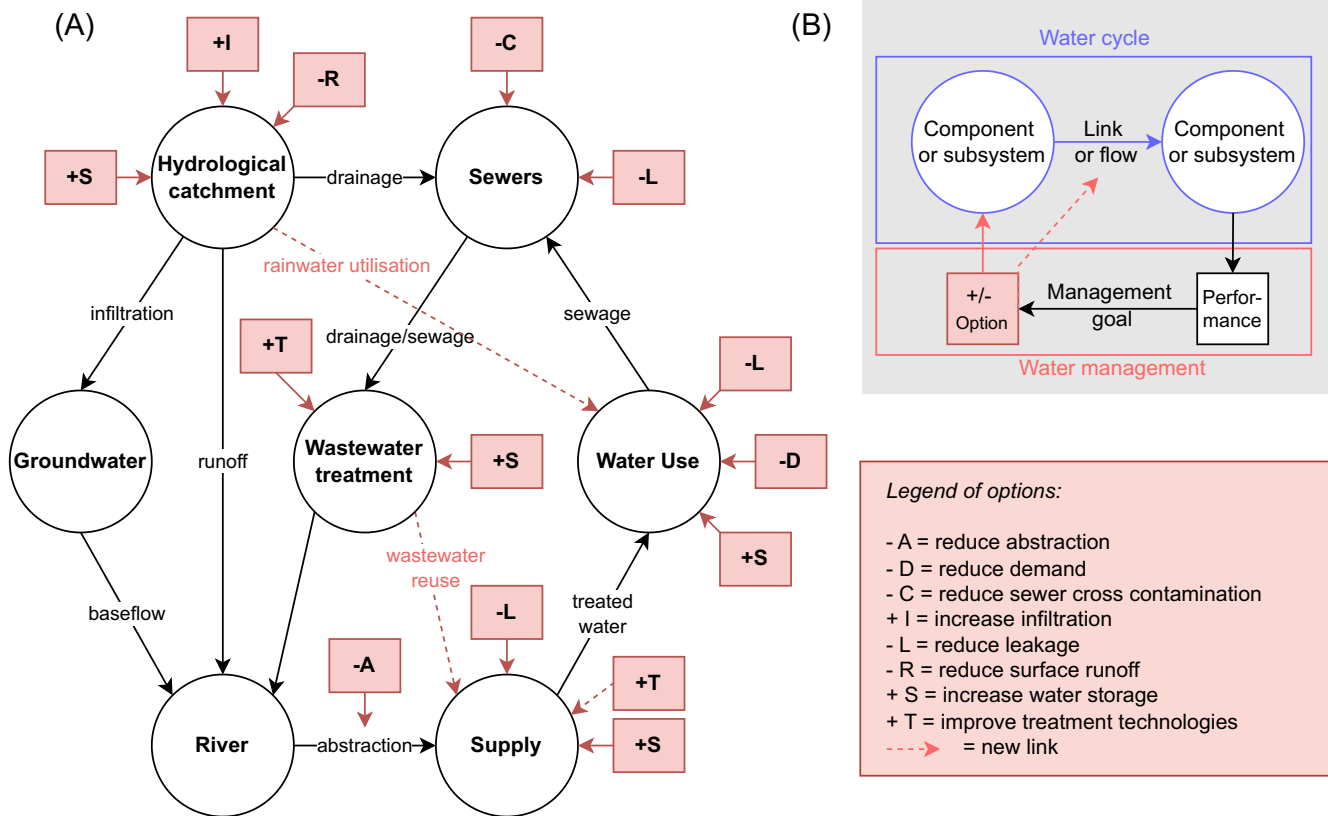 (A)
+I
-R
-C
+S
Hydrological
catchment
drainage
Sewers
-L
rainwater utilisation
infiltration
drainage/sewage
sewage
+T
-L
Groundwater
runoff
Wastewater
treatment
+S
Water Use
-D
+S
wastewater
reuse
baseflow
-L
treated
water
-A
+T
River
abstraction
Supply
+S
(B)
Water cycle
Component
or subsystem
Link
or flow
Component
or subsystem
+/-
Option
Management
goal
Perfor-
mance
Water management
Legend of options:
- A = reduce abstraction
- D = reduce demand
- C = reduce sewer cross contamination
+ I = increase infiltration
- L = reduce leakage
- R = reduce surface runoff
+ S = increase water storage
+ T = improve treatment technologies
= new link